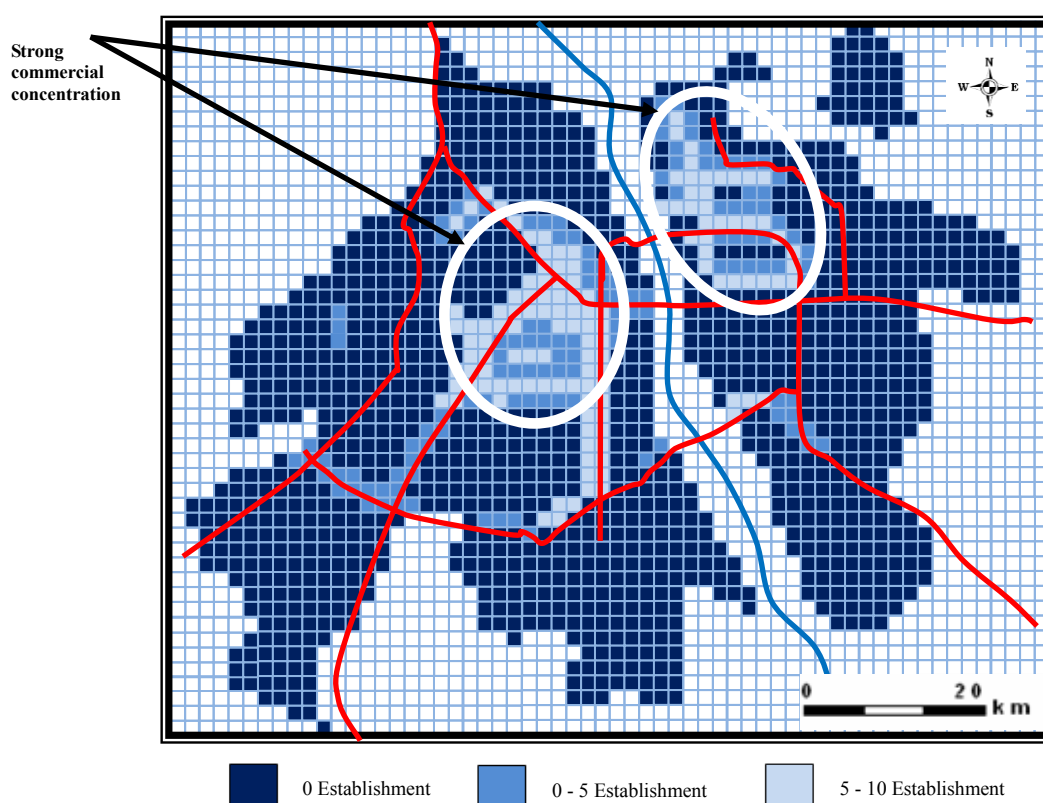 Strong
commercial
concentration
N
W E
S
0 20
km
0 Establishment
0 - 5 Establishment
5 - 10 Establishment